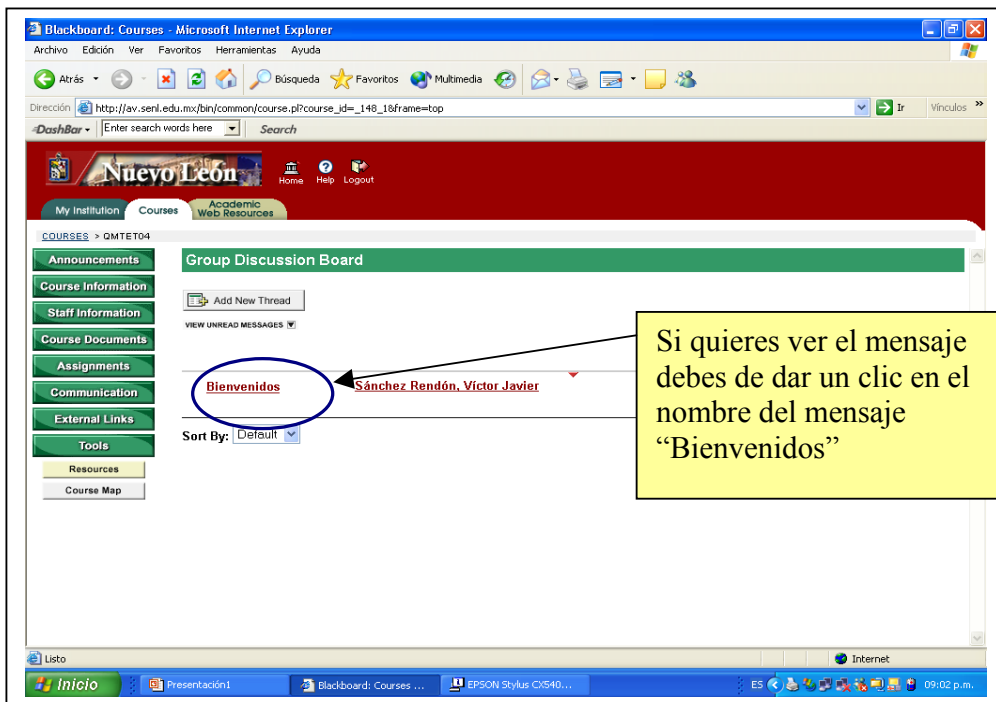 Blackboard: Courses - Microsoft Internet Explorer
Archivo Edición Ver Favoritos Herramientas Ayuda
Atrás Búsqueda Favoritos Multimedia
Dirección http://av.senl.edu.mx/bin/common/course.pl?course_id=_148_1&frame=top Ir Vínculos »
DashBar Enter search words here Search
Nuevo León Home Help Logout
My Institution Courses Academic Web Resources
COURSES > QMTET04
Announcements
Course Information
Staff Information
Course Documents
Assignments
Communication
External Links
Tools
Resources
Course Map
Group Discussion Board
Add New Thread
VIEW UNREAD MESSAGES
Bienvenidos Sánchez Rendón, Víctor Javier
Sort By: Default
Si quieres ver el mensaje
debes de dar un clic en el
nombre del mensaje
“Bienvenidos”
Listo Internet
Inicio Presentación1 Blackboard: Courses ... EPSON Stylus CX540... ES 09:02 p.m.